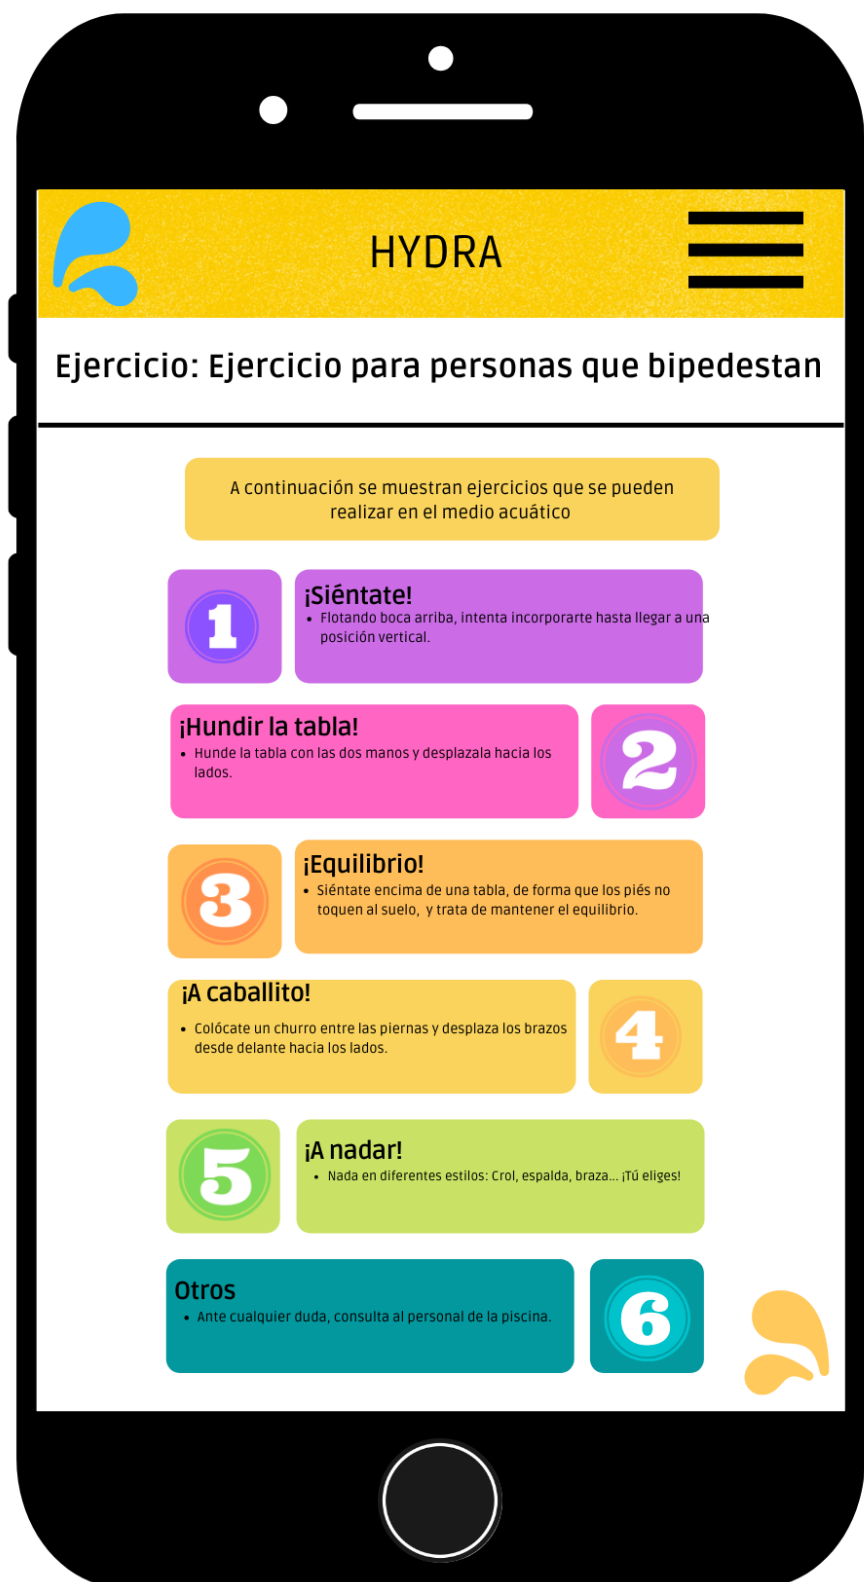 HYDRA
Ejercicio: Ejercicio para personas que bipedestan
A continuación se muestran ejercicios que se pueden
realizar en el medio acuático
1
¡Siéntate!
• Flotando boca arriba, intenta incorporarte hasta llegar a una
posición vertical.
¡Hundir la tabla!
• Hunde la tabla con las dos manos y desplazala hacia los
lados.
2
3
¡Equilibrio!
• Siéntate encima de una tabla, de forma que los piés no
toquen al suelo, y trata de mantener el equilibrio.
¡A caballito!
• Colócate un churro entre las piernas y desplaza los brazos
desde delante hacia los lados.
4
5
¡A nadar!
• Nada en diferentes estilos: Crol, espalda, braza... ¡Tú eliges!
Otros
• Ante cualquier duda, consulta al personal de la piscina.
6